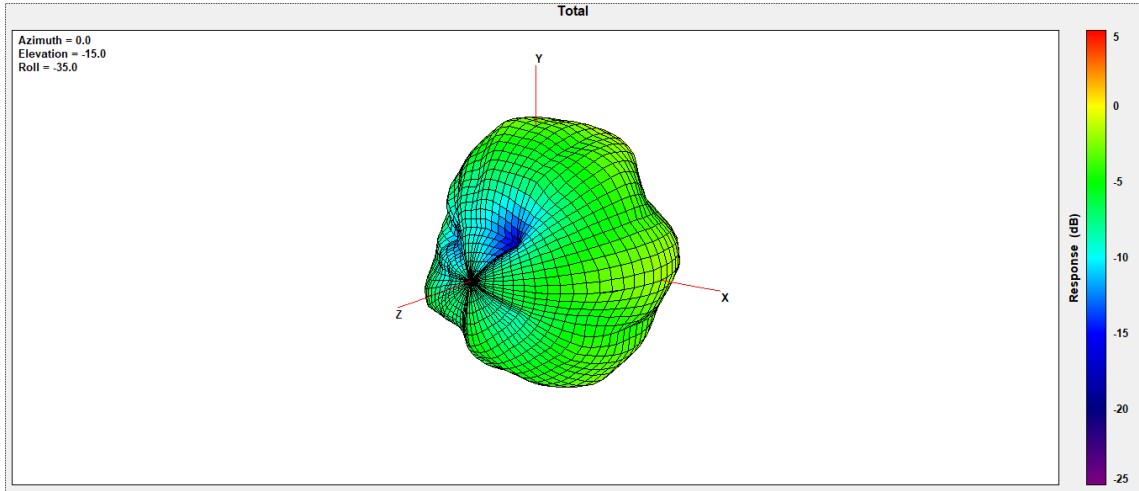 Total
Azimuth = 0.0
Elevation = -15.0
Roll = -35.0
Y
X
Z
5
0
-5
-10
-15
-20
-25
Response (dB)